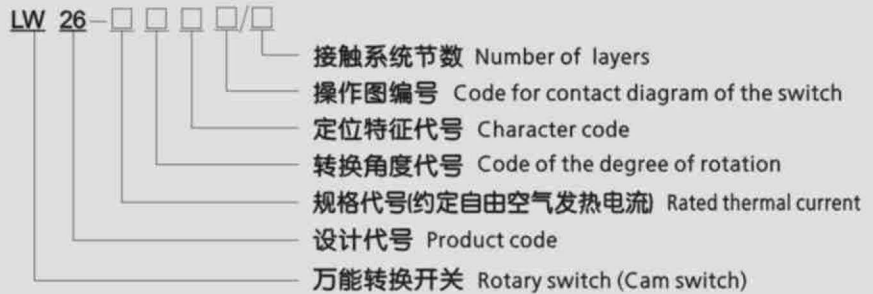 LW 26-□ □ □ □/□
接触系统节数 Number of layers
操作图编号 Code for contact diagram of the switch
定位特征代号 Character code
转换角度代号 Code of the degree of rotation
规格代号(约定自由空气发热电流) Rated thermal current
设计代号 Product code
万能转换开关 Rotary switch (Cam switch)